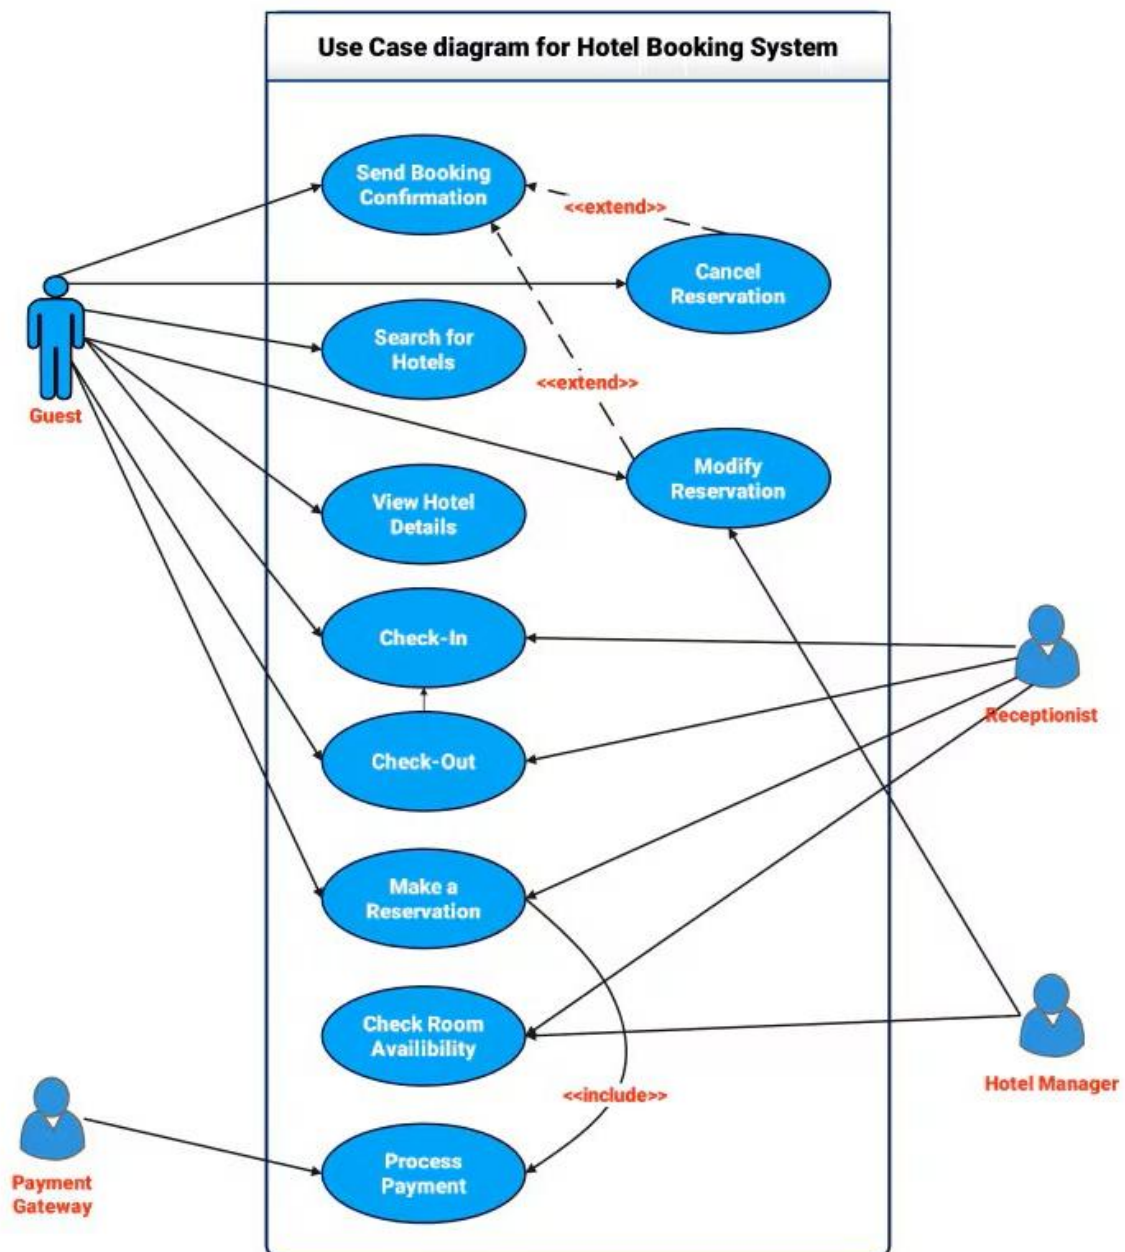 Use Case diagram for Hotel Booking System
Send Booking
Confirmation
<<extend>>
Cancel
Reservation
Search for
Hotels
<<extend>>
Guest
Modify
Reservation
View Hotel
Details
Check-In
Receptionist
Check-Out
Make a
Reservation
Check Room
Availibility
Hotel Manager
<<include>>
Process
Payment
Payment
Gateway